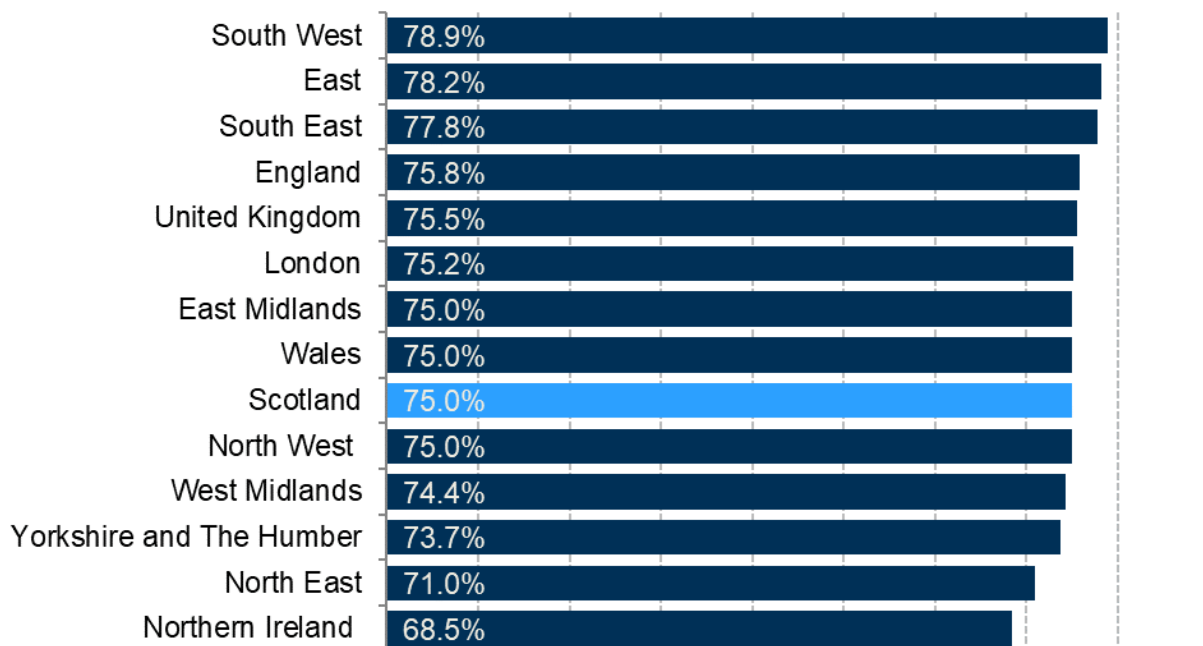 South West 78.9%
East 78.2%
South East 77.8%
England 75.8%
United Kingdom 75.5%
London 75.2%
East Midlands 75.0%
Wales 75.0%
Scotland 75.0%
North West 75.0%
West Midlands 74.4%
Yorkshire and The Humber 73.7%
North East 71.0%
Northern Ireland 68.5%